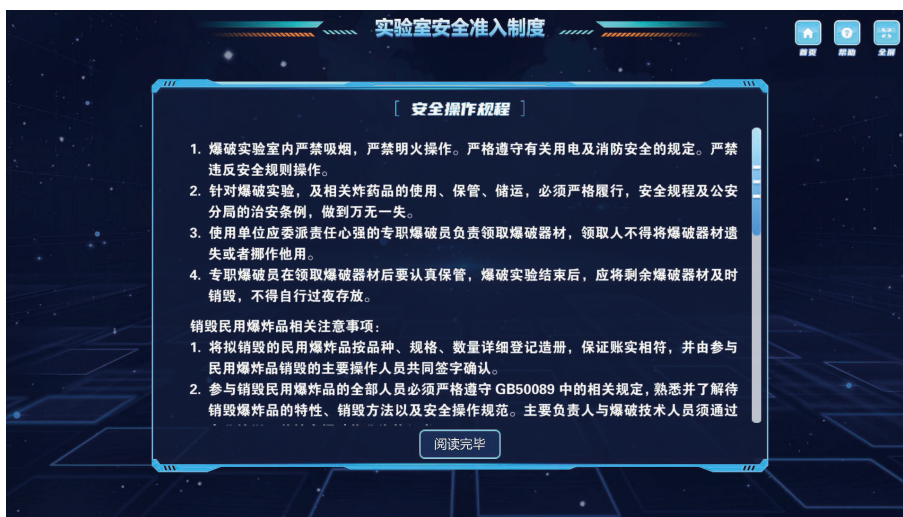 实验室安全准入制度
首页
帮助
全屏
[ 安全操作规程 ]
1. 爆破实验室内严禁吸烟，严禁明火操作。严格遵守有关用电及消防安全的规定。严禁
违反安全规则操作。
2. 针对爆破实验，及相关炸药品的使用、保管、储运，必须严格履行，安全规程及公安
分局的治安条例，做到万无一失。
3. 使用单位应委派责任心强的专职爆破员负责领取爆破器材，领取人不得将爆破器材遗
失或者挪作他用。
4. 专职爆破员在领取爆破器材后要认真保管，爆破实验结束后，应将剩余爆破器材及时
销毁，不得自行过夜存放。
销毁民用爆炸品相关注意事项：
1. 将拟销毁的民用爆炸品按品种、规格、数量详细登记造册，保证账实相符，并由参与
民用爆炸品销毁的主要操作人员共同签字确认。
2. 参与销毁民用爆炸品的全部人员必须严格遵守 GB50089 中的相关规定，熟悉并了解待
销毁爆炸品的特性、销毁方法以及安全操作规范。主要负责人与爆破技术人员须通过
阅读完毕